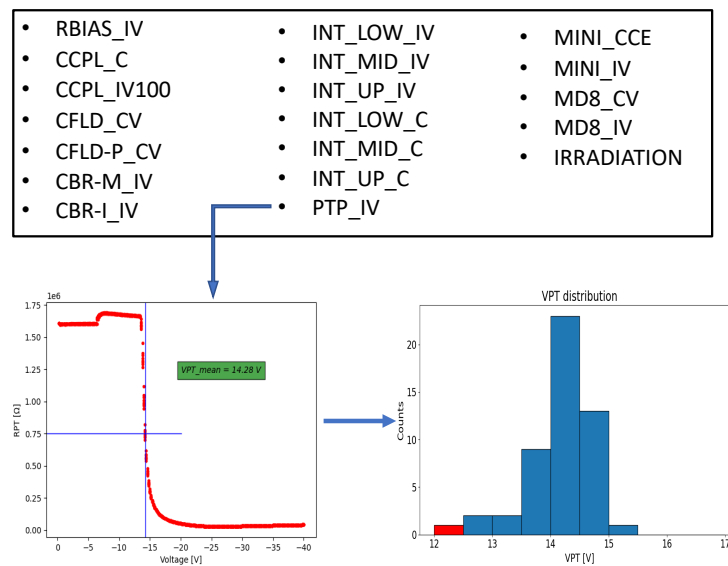 • RBIAS_IV
• CCPL_C
• CCPL_IV100
• CFLD_CV
• CFLD-P_CV
• CBR-M_IV
• CBR-I_IV
• INT_LOW_IV
• INT_MID_IV
• INT_UP_IV
• INT_LOW_C
• INT_MID_C
• INT_UP_C
• PTP_IV
• MINI_CCE
• MINI_IV
• MD8_CV
• MD8_IV
• IRRADIATION
1e6
1.75
1.50
1.25
1.00
0.75
0.50
0.25
0.00
RPT [Ω]
VPT_mean = 14.28 V
0 −5 −10 −15 −20 −25 −30 −35 −40
Voltage [V]
VPT distribution
20
15
10
5
0
Counts
12 13 14 15 16 17
VPT [V]